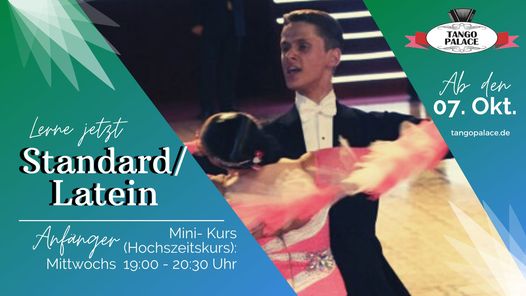 TANGO
PALACE
Ab den
07. Okt.
tangopalace.de
Lerne jetzt
Standard/
Latein
Anfänger
Mini- Kurs
(Hochszeitskurs):
Mittwochs 19:00 - 20:30 Uhr